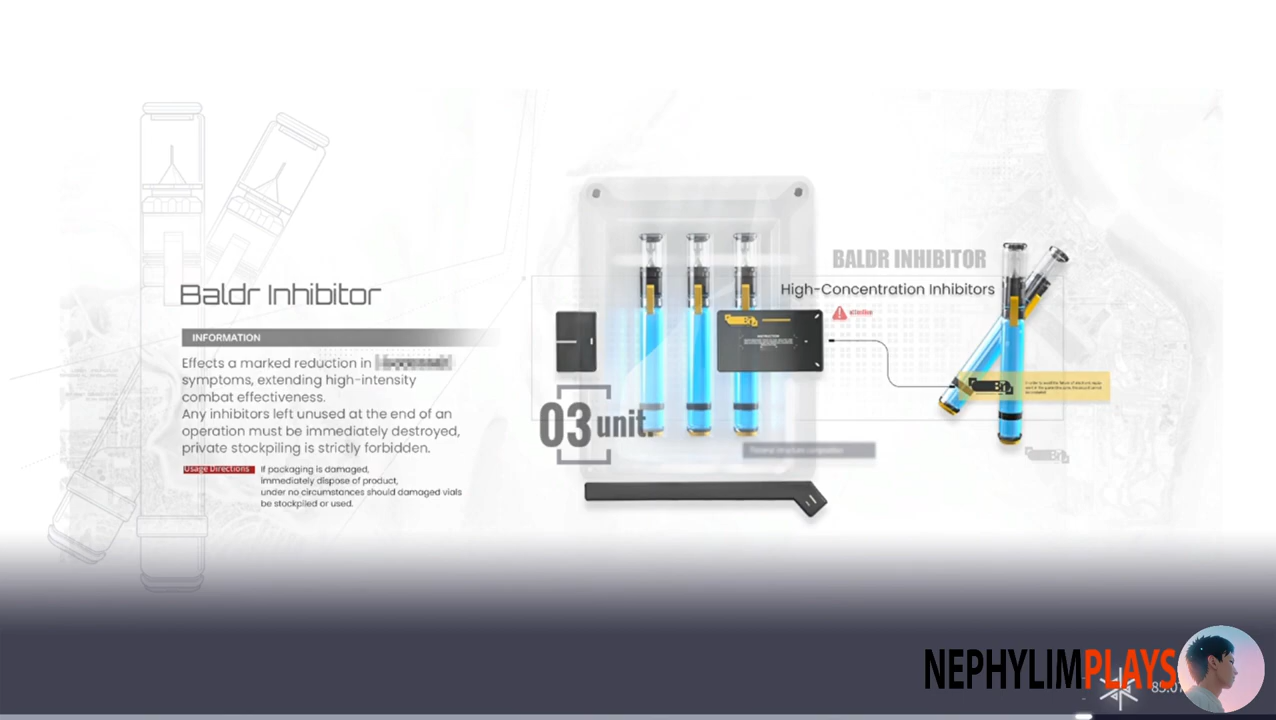 BALDR INHIBITOR
High-Concentration Inhibitors
attention
Baldr Inhibitor
INFORMATION
Effects a marked reduction in
symptoms, extending high-intensity
combat effectiveness.
Any inhibitors left unused at the end of an
operation must be immediately destroyed,
private stockpiling is strictly forbidden.
Usage Directions
If packaging is damaged,
immediately dispose of product,
under no circumstances should damaged vials
be stockpiled or used.
INSTRUCTION
03 unit.
NEPHYLIMPLAYS